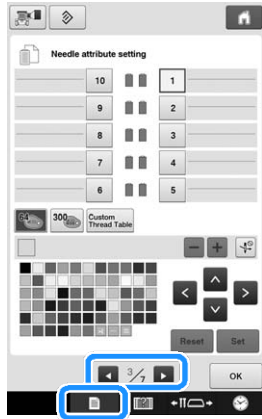 Needle attribute setting
10 1
9 2
8 3
7 4
6 5
64 300 Custom Thread Table
− +
Reset Set
3/7
OK